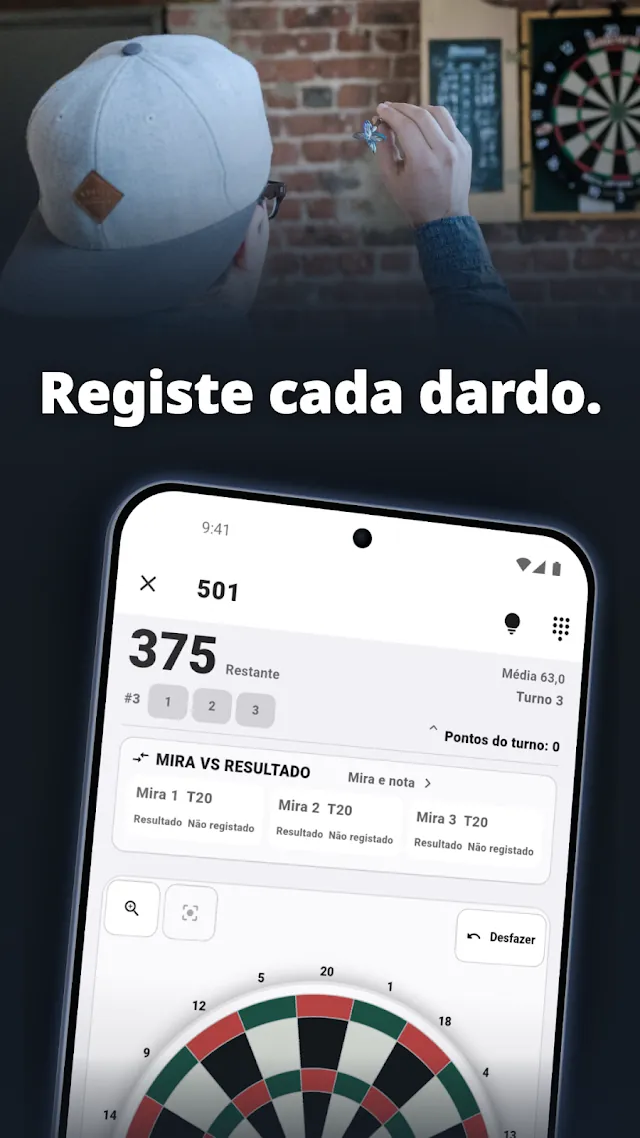 Registe cada dardo.
9:41
501
375 Restante
Média 63,0
Turno 3
#3 1 2 3
Pontos do turno: 0
MIRA VS RESULTADO Mira e nota
Mira 1 T20
Resultado Não registado
Mira 2 T20
Resultado Não registado
Mira 3 T20
Resultado Não registado
Desfazer
5 20 1
12 18
9 4
14 13